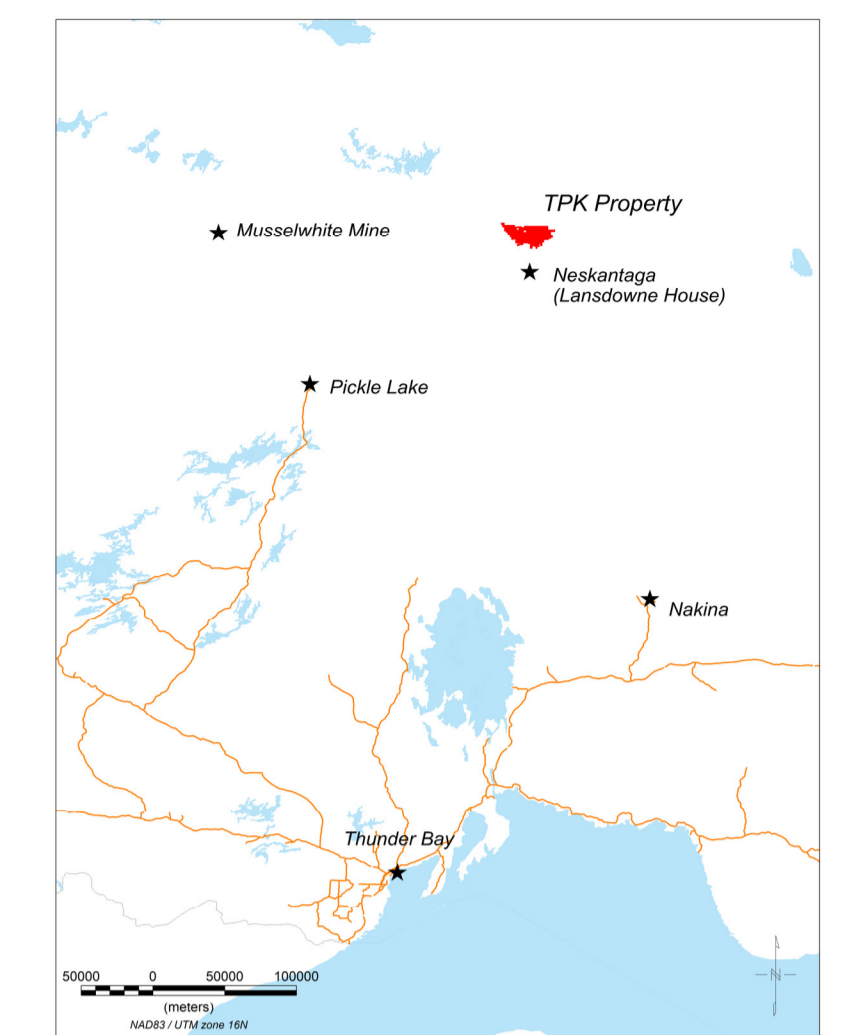 TPK Property
Musselwhite Mine
Neskantaga
(Lansdowne House)
Pickle Lake
Nakina
Thunder Bay
50000 0 50000 100000
(meters)
NAD83 / UTM zone 16N
N